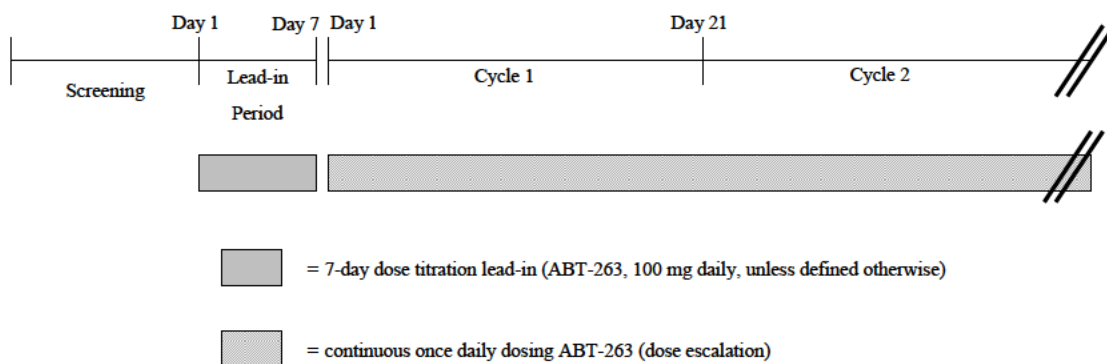 Day 1
Day 7
Day 1
Day 21
Screening
Lead-in
Period
Cycle 1
Cycle 2
= 7-day dose titration lead-in (ABT-263, 100 mg daily, unless defined otherwise)
= continuous once daily dosing ABT-263 (dose escalation)